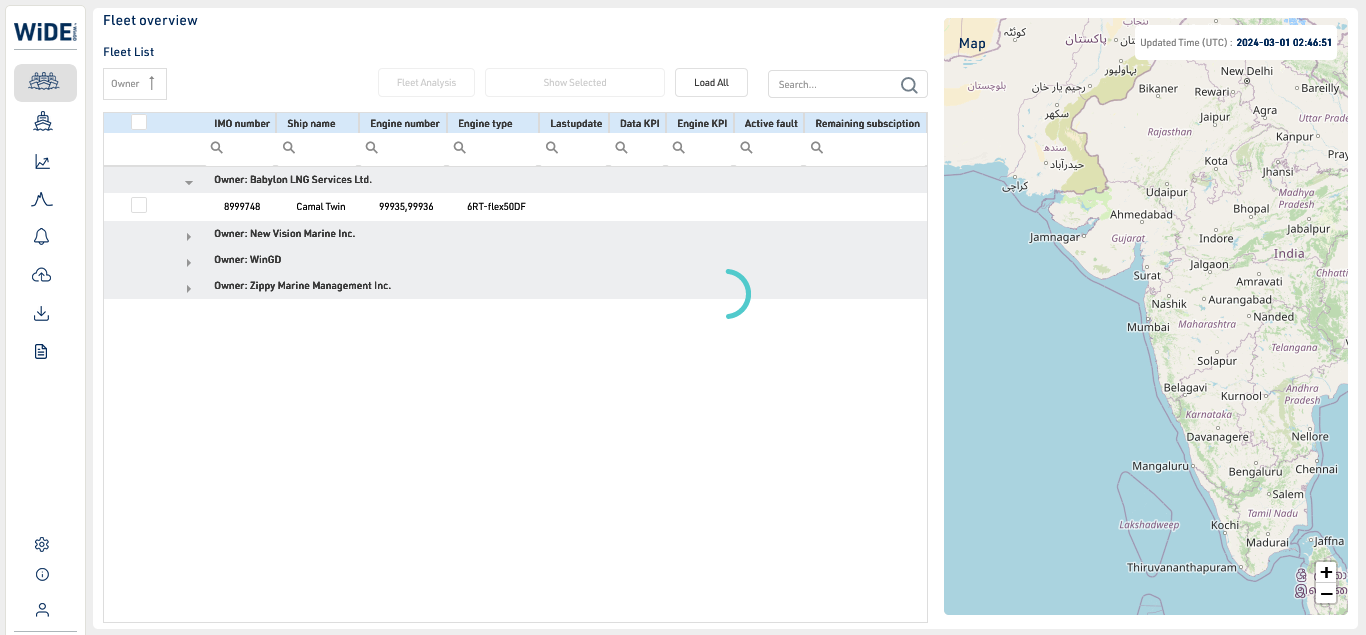 WiDE
Fleet overview
Fleet List
Owner
Fleet Analysis
Show Selected
Load All
Search...
IMO number
Ship name
Engine number
Engine type
Lastupdate
Data KPI
Engine KPI
Active fault
Remaining subsciption
Owner: Babylon LNG Services Ltd.
8999748
Camal Twin
99935,99936
6RT-flex50DF
Owner: New Vision Marine Inc.
Owner: WinGD
Owner: Zippy Marine Management Inc.
Map
Updated Time (UTC) : 2024-03-01 02:46:51
کوئٹہ
پاکستان
پنجاب
بہاولپور
New Delhi
بلوچستان
رحیم یار خان
Bikaner
Rewari
Bareilly
سکھر
Jaipur
Agra
Uttar Prade
Rajasthan
Kanpur
سندھ
حیدرآباد
Kota
Jhansi
Pray
کراچی
Udaipur
Madhya
Pradesh
Ahmedabad
Bhopal
Jabalpur
Jamnagar
Gujarat
Indore
India
Surat
Jalgaon
Amravati
Chhatti
Nashik
Aurangabad
Nanded
Mumbai
Maharashtra
Telangana
Solapur
Belagavi
Kurnool
Andhra
Pradesh
Karnataka
Davanagere
Nellore
Mangaluru
Bengaluru
Chennai
Salem
Lakshadweep
Tamil Nadu
Kochi
Madurai
Jaffna
Thiruvananthapuram
+
−